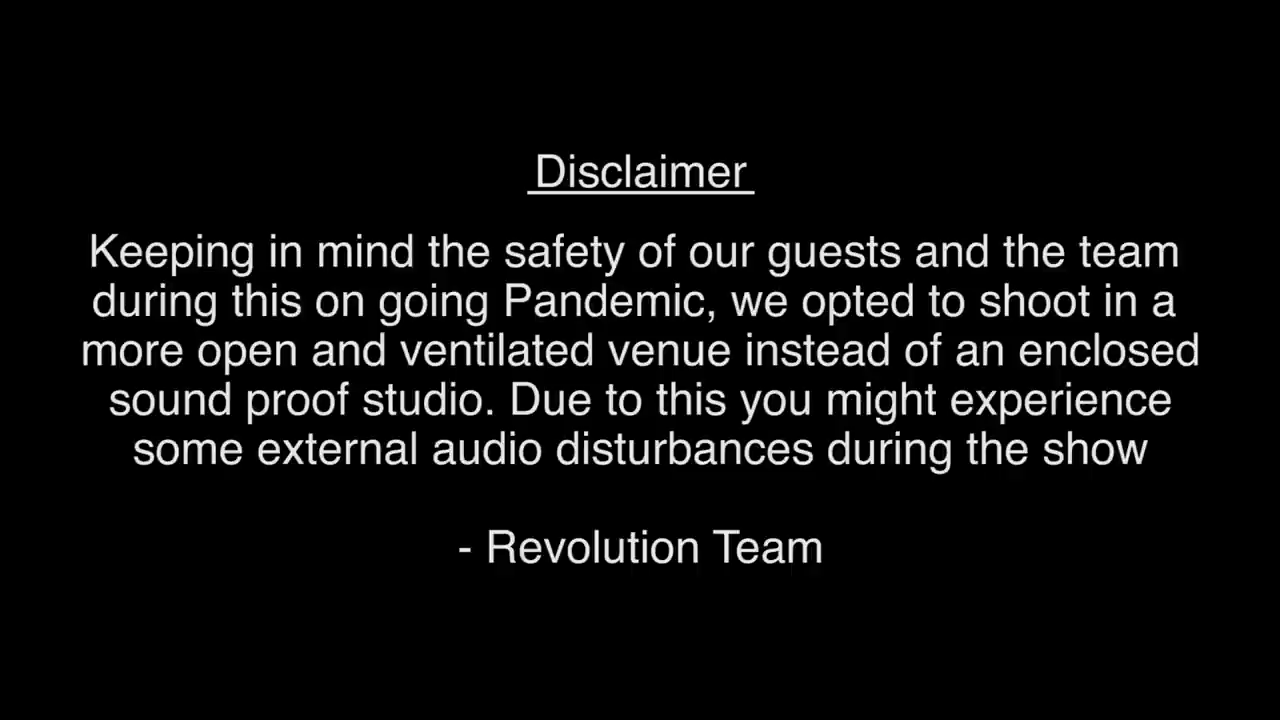 Disclaimer
Keeping in mind the safety of our guests and the team
during this on going Pandemic, we opted to shoot in a
more open and ventilated venue instead of an enclosed
sound proof studio. Due to this you might experience
some external audio disturbances during the show
- Revolution Team